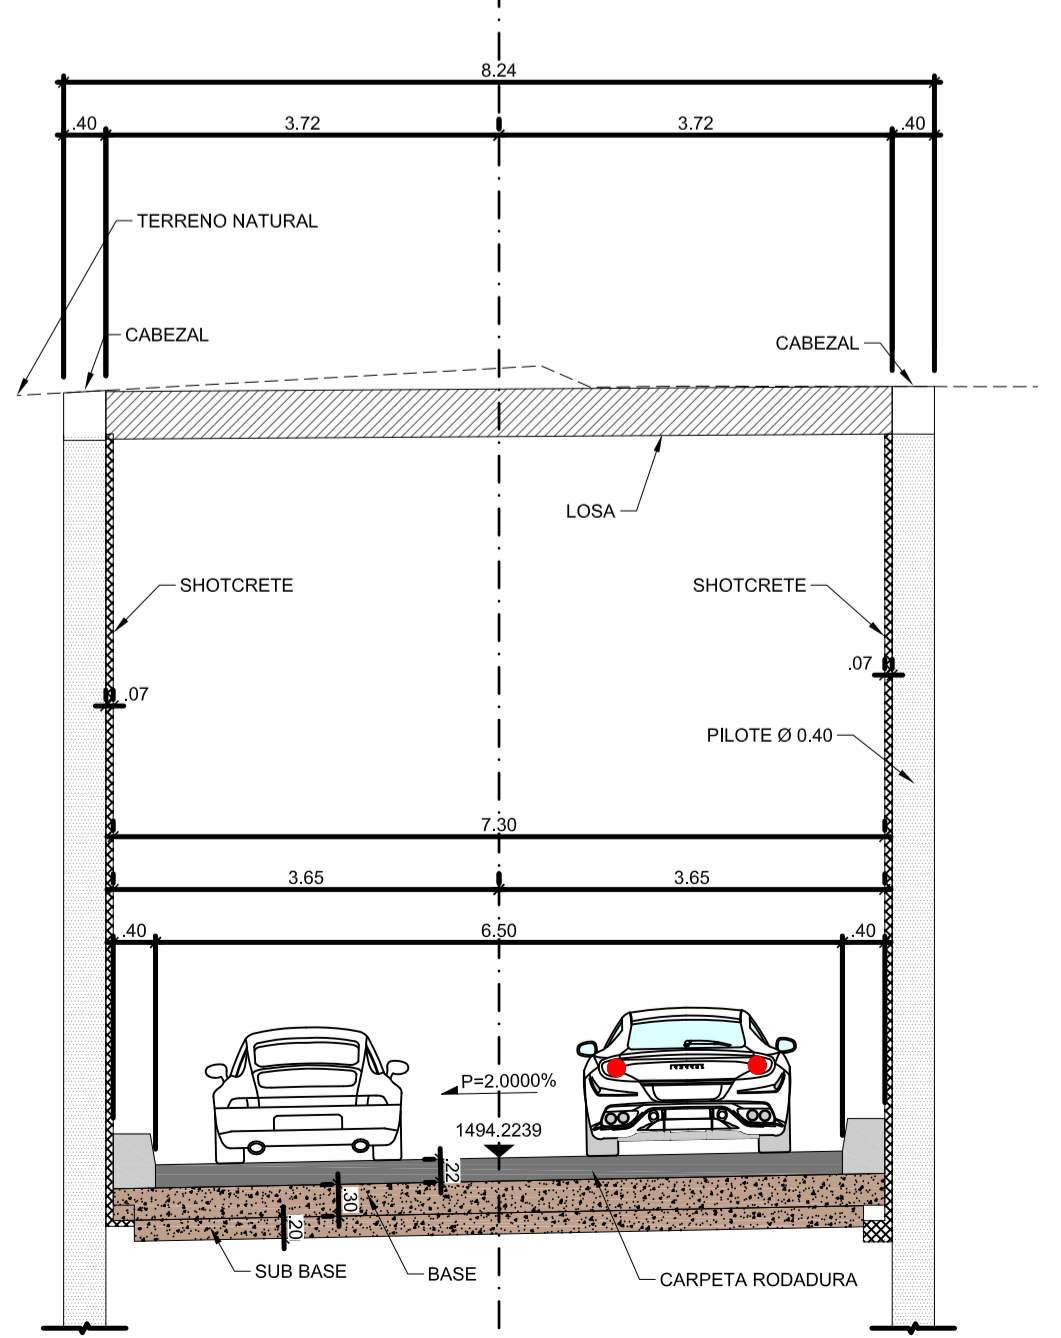 8.24
.40
3.72
3.72
.40
TERRENO NATURAL
CABEZAL
CABEZAL
LOSA
SHOTCRETE
SHOTCRETE
.07
.07
PILOTE Ø 0.40
7.30
3.65
3.65
.40
6.50
.40
P=2.0000%
1494.2239
.22
.30
.20
SUB BASE
BASE
CARPETA RODADURA